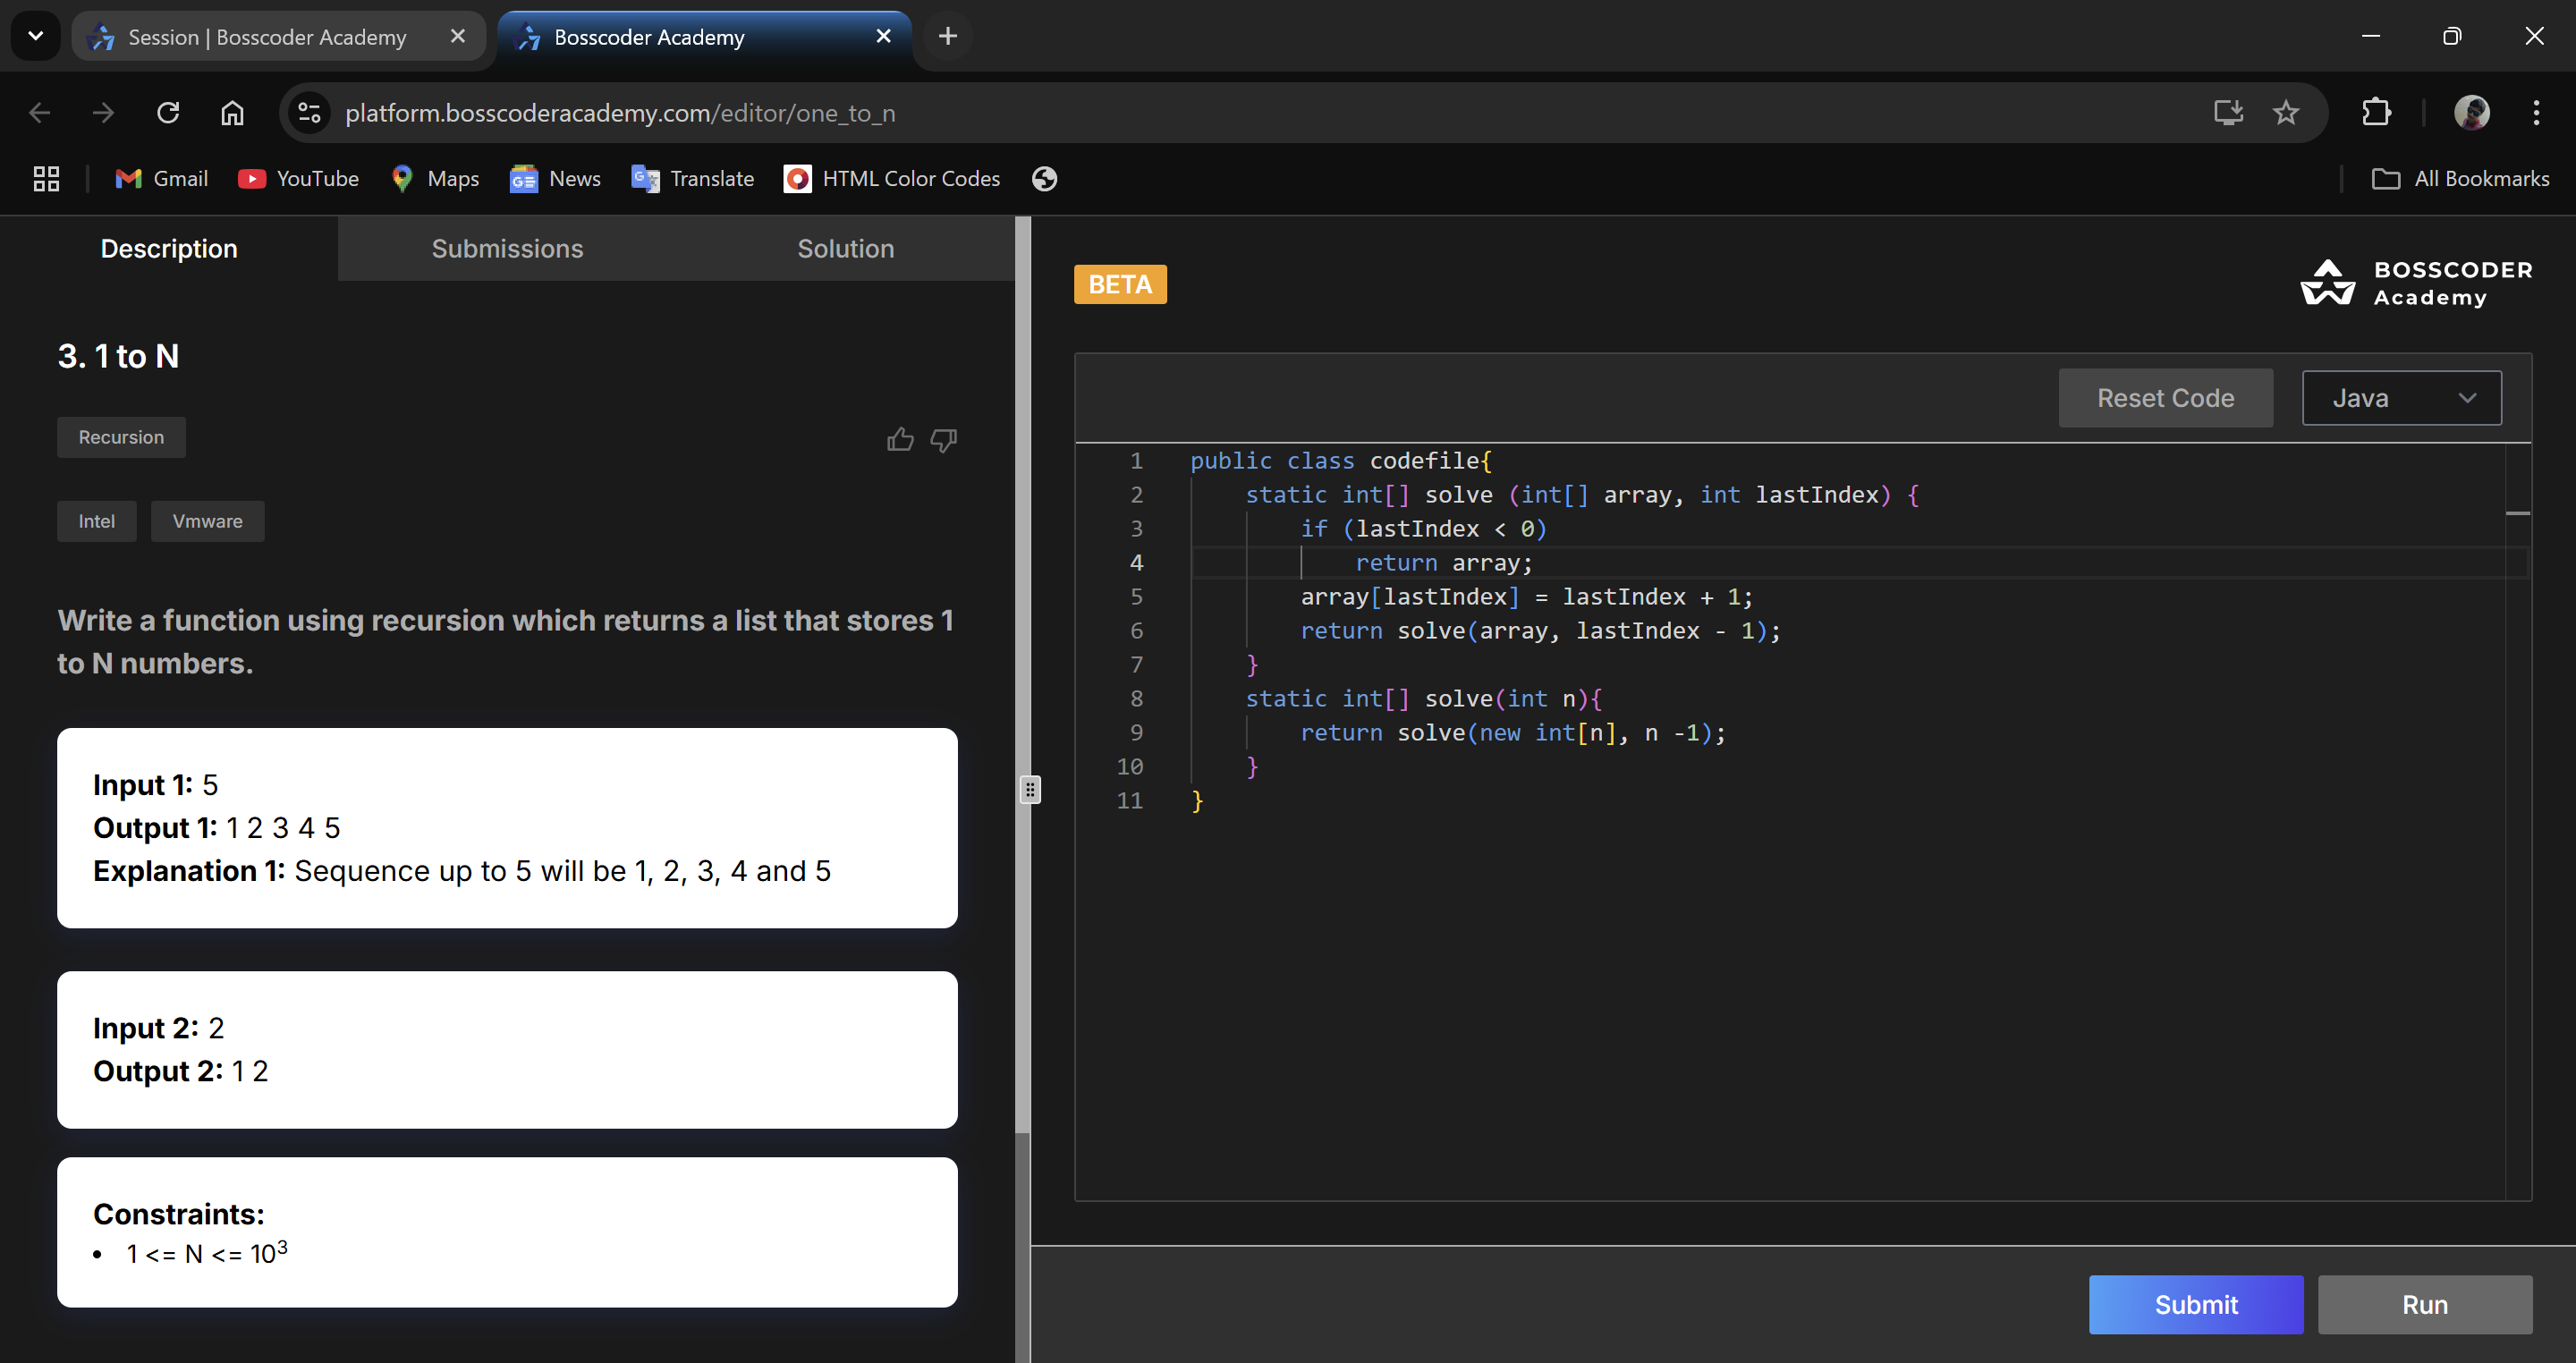 Session | Bosscoder Academy
Bosscoder Academy
platform.bosscoderacademy.com/editor/one_to_n
Gmail
YouTube
Maps
News
Translate
HTML Color Codes
All Bookmarks
Description
Submissions
Solution
3. 1 to N
Recursion
Intel
Vmware
Write a function using recursion which returns a list that stores 1
to N numbers.
Input 1: 5
Output 1: 1 2 3 4 5
Explanation 1: Sequence up to 5 will be 1, 2, 3, 4 and 5
Input 2: 2
Output 2: 1 2
Constraints:
• 1 <= N <= 10³
BETA
BOSSCODER
Academy
Reset Code
Java
1 public class codefile{
2     static int[] solve (int[] array, int lastIndex) {
3         if (lastIndex < 0)
4             return array;
5         array[lastIndex] = lastIndex + 1;
6         return solve(array, lastIndex - 1);
7     }
8     static int[] solve(int n){
9         return solve(new int[n], n -1);
10     }
11 }
Submit
Run